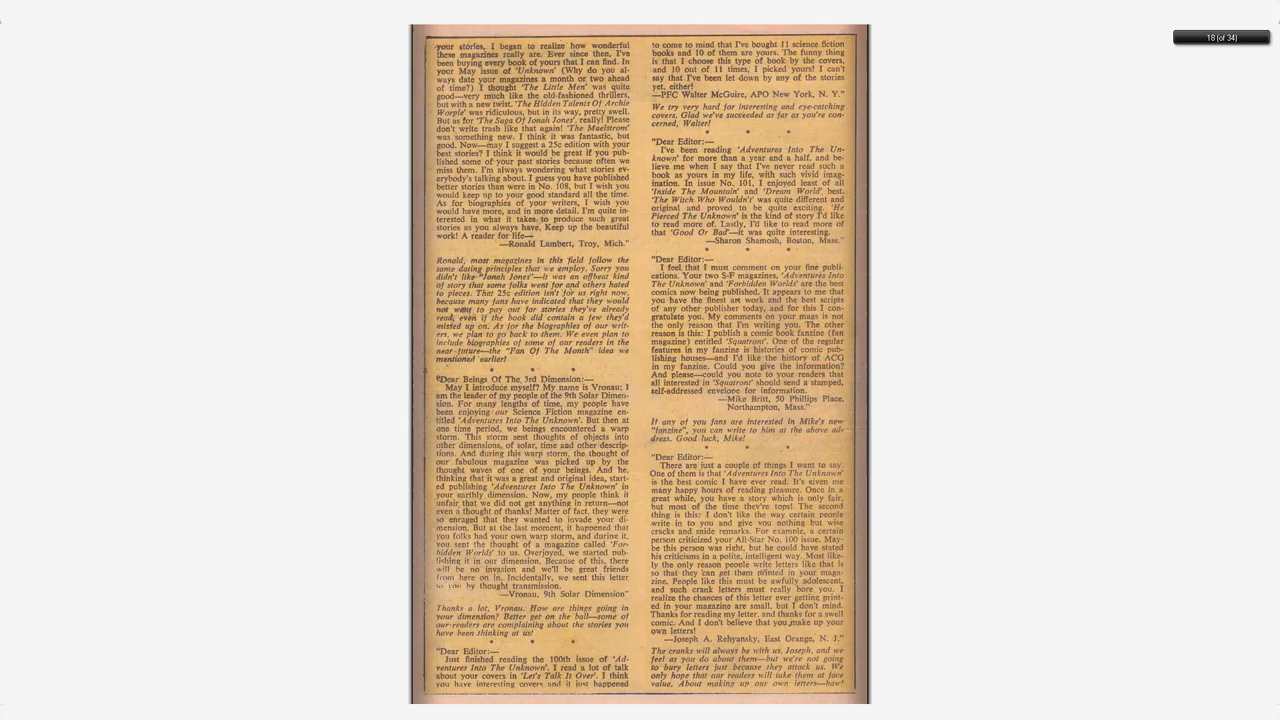 your stories, I began to realize how wonderful
these magazines really are. Ever since then, I've
been buying every book of yours that I can find. In
your May issue of 'Unknown' (Why do you al-
ways date your magazines a month or two ahead
of time?) I thought 'The Little Men' was quite
good—very much like the old-fashioned thrillers,
but with a new twist. 'The Hidden Talents Of Archie
Worple' was ridiculous, but in its way, pretty swell.
But as for 'The Saga Of Jonah Jones', really! Please
don't write trash like that again! 'The Maelstrom'
was something new. I think it was fantastic, but
good. Now—may I suggest a 25c edition with your
best stories? I think it would be great if you pub-
lished some of your past stories because often we
miss them. I'm always wondering what stories ev-
erybody's talking about. I guess you have published
better stories than were in No. 108, but I wish you
would keep up to your good standard all the time.
As for biographies of your writers, I wish you
would have more, and in more detail. I'm quite in-
terested in what it takes to produce such great
stories as you always have. Keep up the beautiful
work! A reader for life—
—Ronald Lambert, Troy, Mich."
Ronald, most magazines in this field follow the
same dating principles that we employ. Sorry you
didn't like "Jonah Jones"—it was an offbeat kind
of story that some folks went for and others hated
to pieces. That 25c edition isn't for us right now,
because many fans have indicated that they would
not want to pay out for stories they've already
read, even if the book did contain a few they'd
missed up on. As for the biographies of our writ-
ers, we plan to go back to them. We even plan to
include biographies of some of our readers in the
near future—the "Fan Of The Month" idea we
mentioned earlier!
* * *
"Dear Beings Of The 3rd Dimension:—
May I introduce myself? My name is Vronau; I
am the leader of my people of the 9th Solar Dimen-
sion. For many lengths of time, my people have
been enjoying our Science Fiction magazine en-
titled 'Adventures Into The Unknown'. But then at
one time period, we beings encountered a warp
storm. This storm sent thoughts of objects into
other dimensions, of solar, time and other descrip-
tions. And during this warp storm, the thought of
our fabulous magazine was picked up by the
thought waves of one of your beings. And he,
thinking that it was a great and original idea, start-
ed publishing 'Adventures Into The Unknown' in
your earthly dimension. Now, my people think it
unfair that we did not get anything in return—not
even a thought of thanks! Matter of fact, they were
so enraged that they wanted to invade your di-
mension. But at the last moment, it happened that
you folks had your own warp storm, and during it,
you sent the thought of a magazine called 'For-
bidden Worlds' to us. Overjoyed, we started pub-
lishing it in our dimension. Because of this, there
will be no invasion and we'll be great friends
from here on in. Incidentally, we sent this letter
to you by thought transmission.
—Vronau, 9th Solar Dimension"
Thanks a lot, Vronau. How are things going in
your dimension? Better get on the ball—some of
our readers are complaining about the stories you
have been thinking at us!
* * *
"Dear Editor:—
Just finished reading the 100th issue of 'Ad-
ventures Into The Unknown'. I read a lot of talk
about your covers in 'Let's Talk It Over'. I think
you have interesting covers and it just happened
to come to mind that I've bought 11 science fiction
books and 10 of them are yours. The funny thing
is that I choose this type of book by the covers,
and 10 out of 11 times, I picked yours! I can't
say that I've been let down by any of the stories
yet, either!
—PFC Walter McGuire, APO New York, N. Y."
We try very hard for interesting and eye-catching
covers. Glad we've succeeded as far as you're con-
cerned, Walter!
* * *
"Dear Editor:—
I've been reading 'Adventures Into The Un-
known' for more than a year and a half, and be-
lieve me when I say that I've never read such a
book as yours in my life, with such vivid imag-
ination. In issue No. 101, I enjoyed least of all
'Inside The Mountain' and 'Dream World' best.
'The Witch Who Wouldn't' was quite different and
original and proved to be quite exciting. 'He
Pierced The Unknown' is the kind of story I'd like
to read more of. Lastly, I'd like to read more of
that 'Good Or Bad'—it was quite interesting.
—Sharon Shamosh, Boston, Mass."
* * *
"Dear Editor:—
I feel that I must comment on your fine publi-
cations. Your two S-F magazines, 'Adventures Into
The Unknown' and 'Forbidden Worlds' are the best
comics now being published. It appears to me that
you have the finest art work and the best scripts
of any other publisher today, and for this I con-
gratulate you. My comments on your mags is not
the only reason that I'm writing you. The other
reason is this: I publish a comic book fanzine (fan
magazine) entitled 'Squatront'. One of the regular
features in my fanzine is histories of comic pub-
lishing houses—and I'd like the history of ACG
in my fanzine. Could you give the information?
And please—could you note to your readers that
all interested in 'Squatront' should send a stamped,
self-addressed envelope for information.
—Mike Britt, 50 Phillips Place,
Northampton, Mass."
If any of you fans are interested in Mike's new
"fanzine", you can write to him at the above ad-
dress. Good luck, Mike!
* * *
"Dear Editor:—
There are just a couple of things I want to say.
One of them is that 'Adventures Into The Unknown'
is the best comic I have ever read. It's given me
many happy hours of reading pleasure. Once in a
great while, you have a story which is only fair,
but most of the time they're tops! The second
thing is this: I don't like the way certain people
write in to you and give you nothing but wise
cracks and snide remarks. For example, a certain
person criticized your All-Star No. 100 issue. May-
be this person was right, but he could have stated
his criticisms in a polite, intelligent way. Most like-
ly the only reason people write letters like that is
so that they can get them printed in your maga-
zine. People like this must be awfully adolescent,
and such crank letters must really bore you. I
realize the chances of this letter ever getting print-
ed in your magazine are small, but I don't mind.
Thanks for reading my letter, and thanks for a swell
comic. And I don't believe that you make up your
own letters!
—Joseph A. Rehyansky, East Orange, N. J."
The cranks will always be with us, Joseph, and we
feel as you do about them—but we're not going
to bury letters just because they attack us. We
only hope that our readers will take them at face
value. About making up our own letters—haw!
18 (of 34)